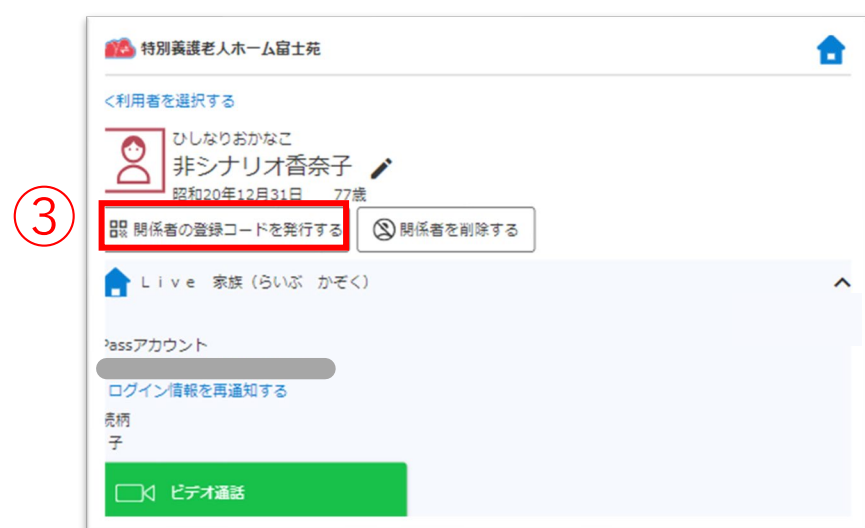 特別養護老人ホーム富士苑
<利用者を選択する
ひしなりおかなこ
非シナリオ香奈子
昭和20年12月31日 77歳
③
関係者の登録コードを発行する
関係者を削除する
Live 家族(らいぶ かぞく)
Passアカウント
ログイン情報を再通知する
続柄
子
ビデオ通話